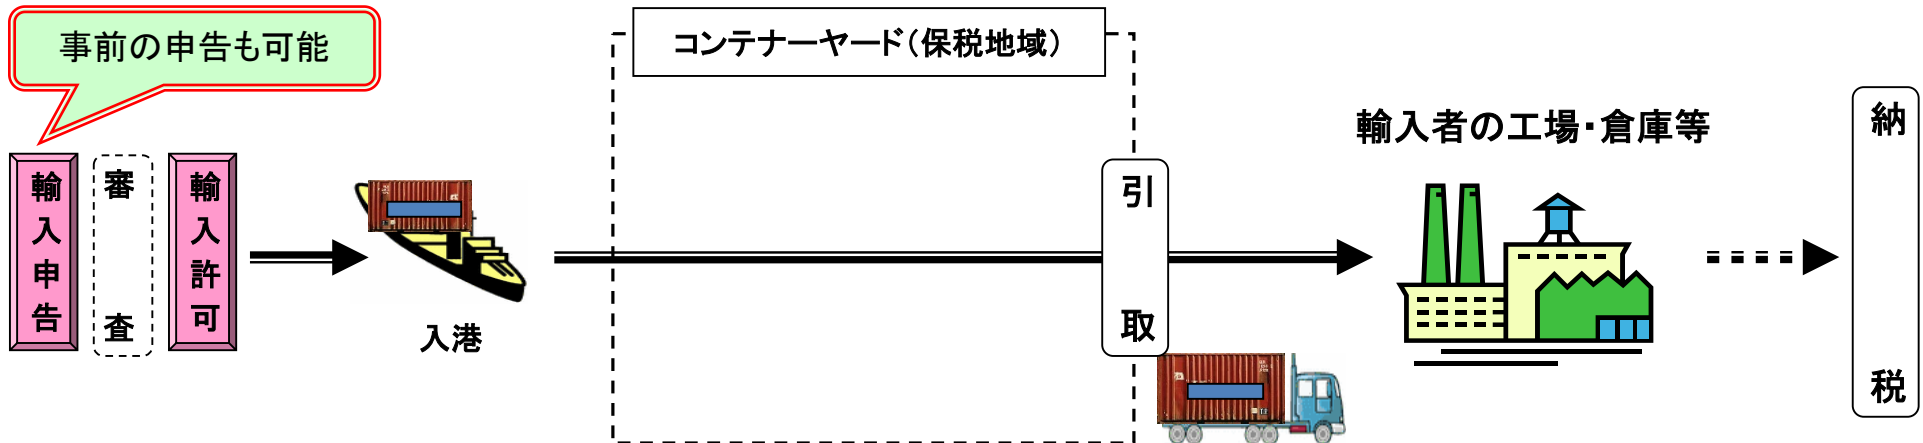 事前の申告も可能
コンテナーヤード（保税地域）
輸入申告
審査
輸入許可
入港
引取
輸入者の工場・倉庫等
納税